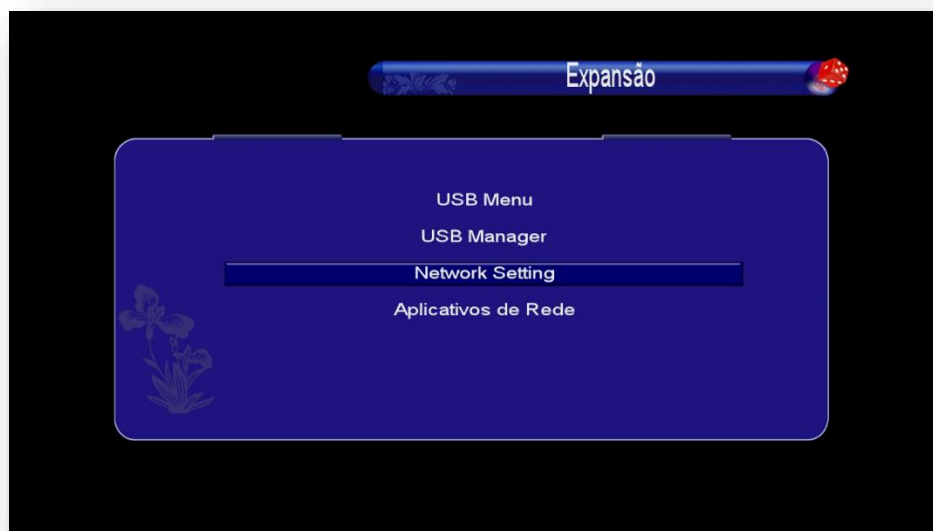 Expansão
USB Menu
USB Manager
Network Setting
Aplicativos de Rede